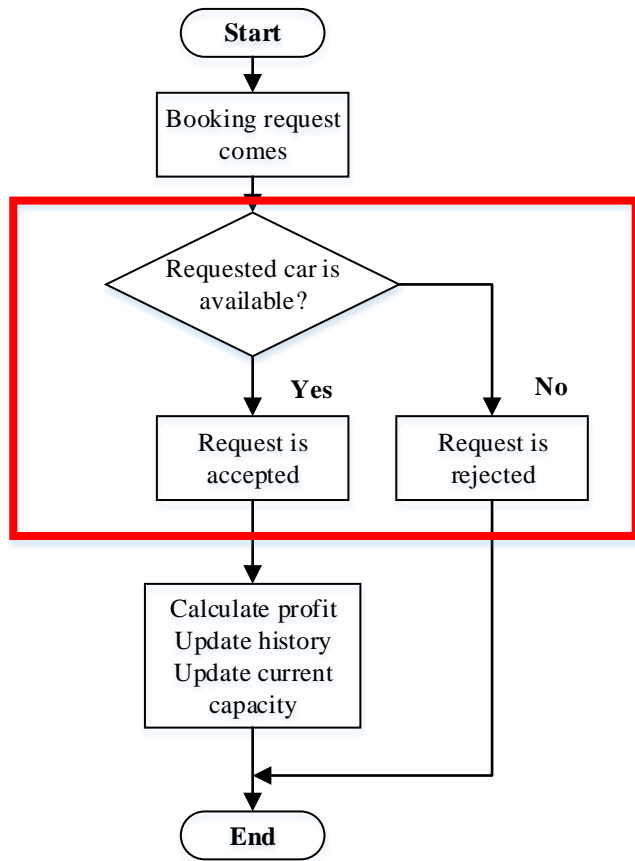 Start
Booking request
comes
Requested car is
available?
Yes
No
Request is
accepted
Request is
rejected
Calculate profit
Update history
Update current
capacity
End